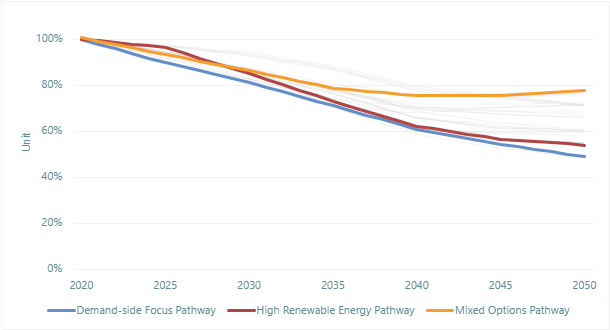 100%
80%
60%
40%
20%
0%
Unit
2020 2025 2030 2035 2040 2045 2050
Demand-side Focus Pathway High Renewable Energy Pathway Mixed Options Pathway